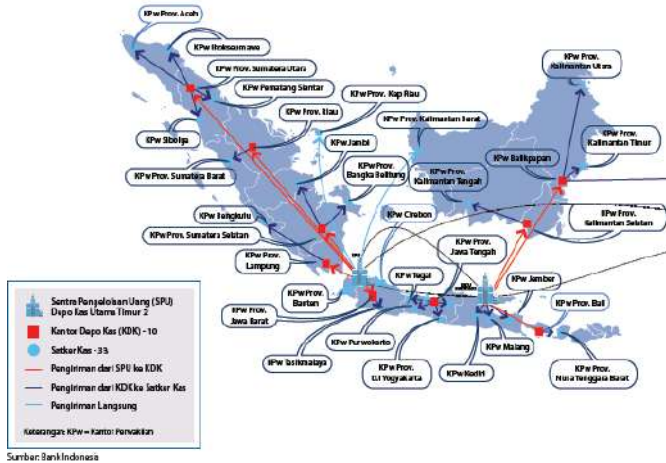 KPw Prov. Aceh
KPw Lhokseumawe
KPw Prov. Sumatera Utara
KPw Pematang Siantar
KPw Prov. Riau
KPw Prov. Kep Riau
KPw Prov. Kalimantan Barat
KPw Prov.
Kalimantan Utara
KPw Sibolga
KPw Jambi
KPw Prov. Sumatera Barat
KPw Prov.
Bangka Belitung
KPw Prov.
Kalimantan Tengah
KPw Balikpapan
KPw Prov.
Kalimantan Timur
KPw Bengkulu
KPw Prov. Sumatera Selatan
KPw Cirebon
KPw Prov.
Kalimantan Selatan
KPw Prov.
Lampung
KPw Prov.
Jawa Tengah
KPw Tegal
KPw Jember
KPw Prov.
Banten
KPw Prov.
Jawa Barat
KPw Prov. Bali
KPw Tasikmalaya
KPw Purwokerto
KPw Prov.
D.I Yogyakarta
KPw Kediri
KPw Malang
KPw Prov.
Nusa Tenggara Barat
Sentra Pengelolaan Uang (SPU)
Depo Kas Utama Timur 2
Kantor Depo Kas (KDK) - 10
Satker Kas - 33
Pengiriman dari SPU ke KDK
Pengiriman dari KDK ke Satker Kas
Pengiriman Langsung
Keterangan: KPw = Kantor Perwakilan
Sumber: Bank Indonesia